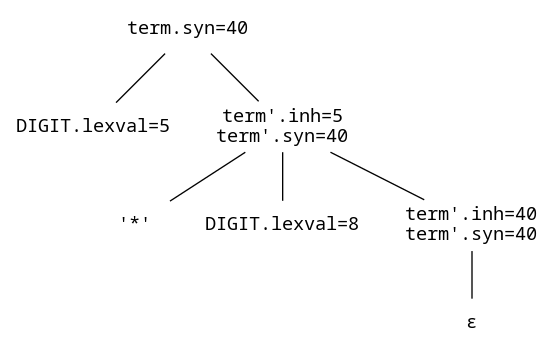 term.syn=40
DIGIT.lexval=5
term'.inh=5
term'.syn=40
'*'
DIGIT.lexval=8
term'.inh=40
term'.syn=40
ε